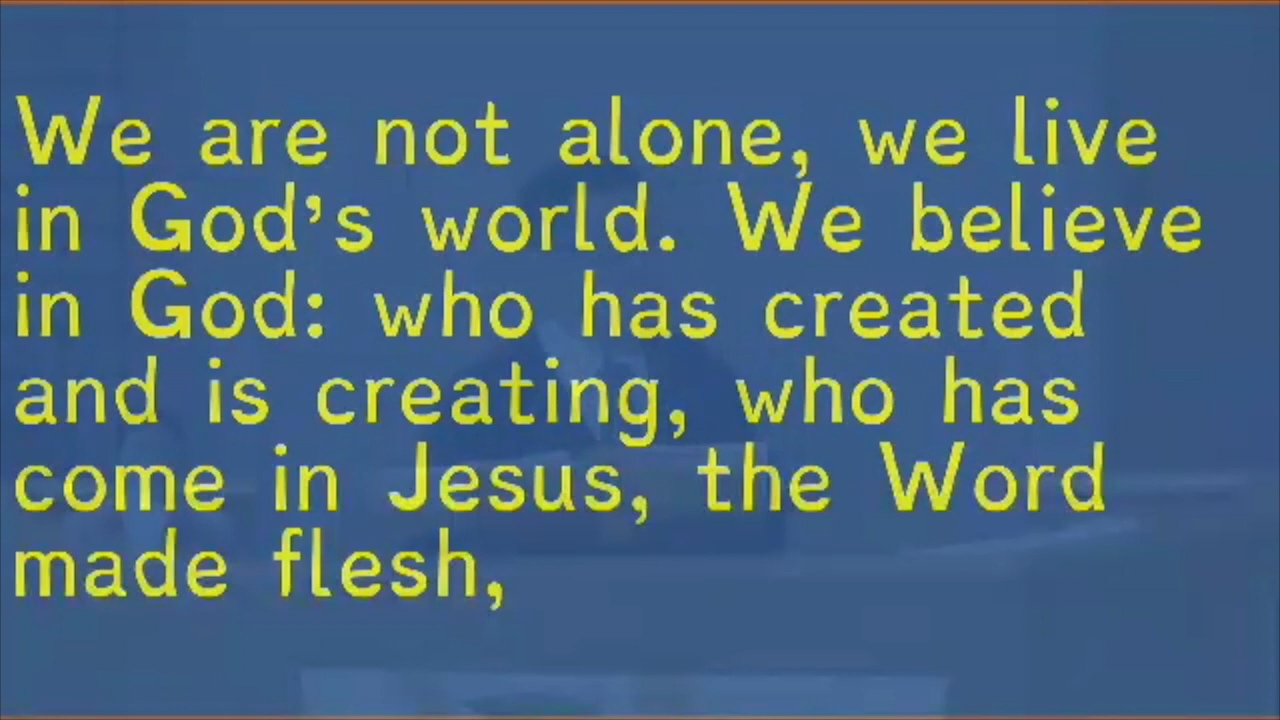 We are not alone, we live
in God's world. We believe
in God: who has created
and is creating, who has
come in Jesus, the Word
made flesh,